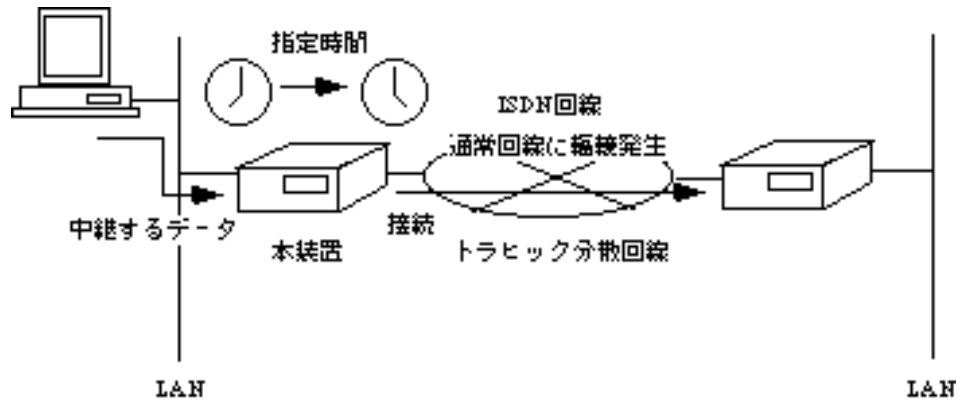 指定時間
ISDN回線
通常回線に輻輳発生
中継するデータ
本装置
接続
トラヒック分散回線
LAN
LAN